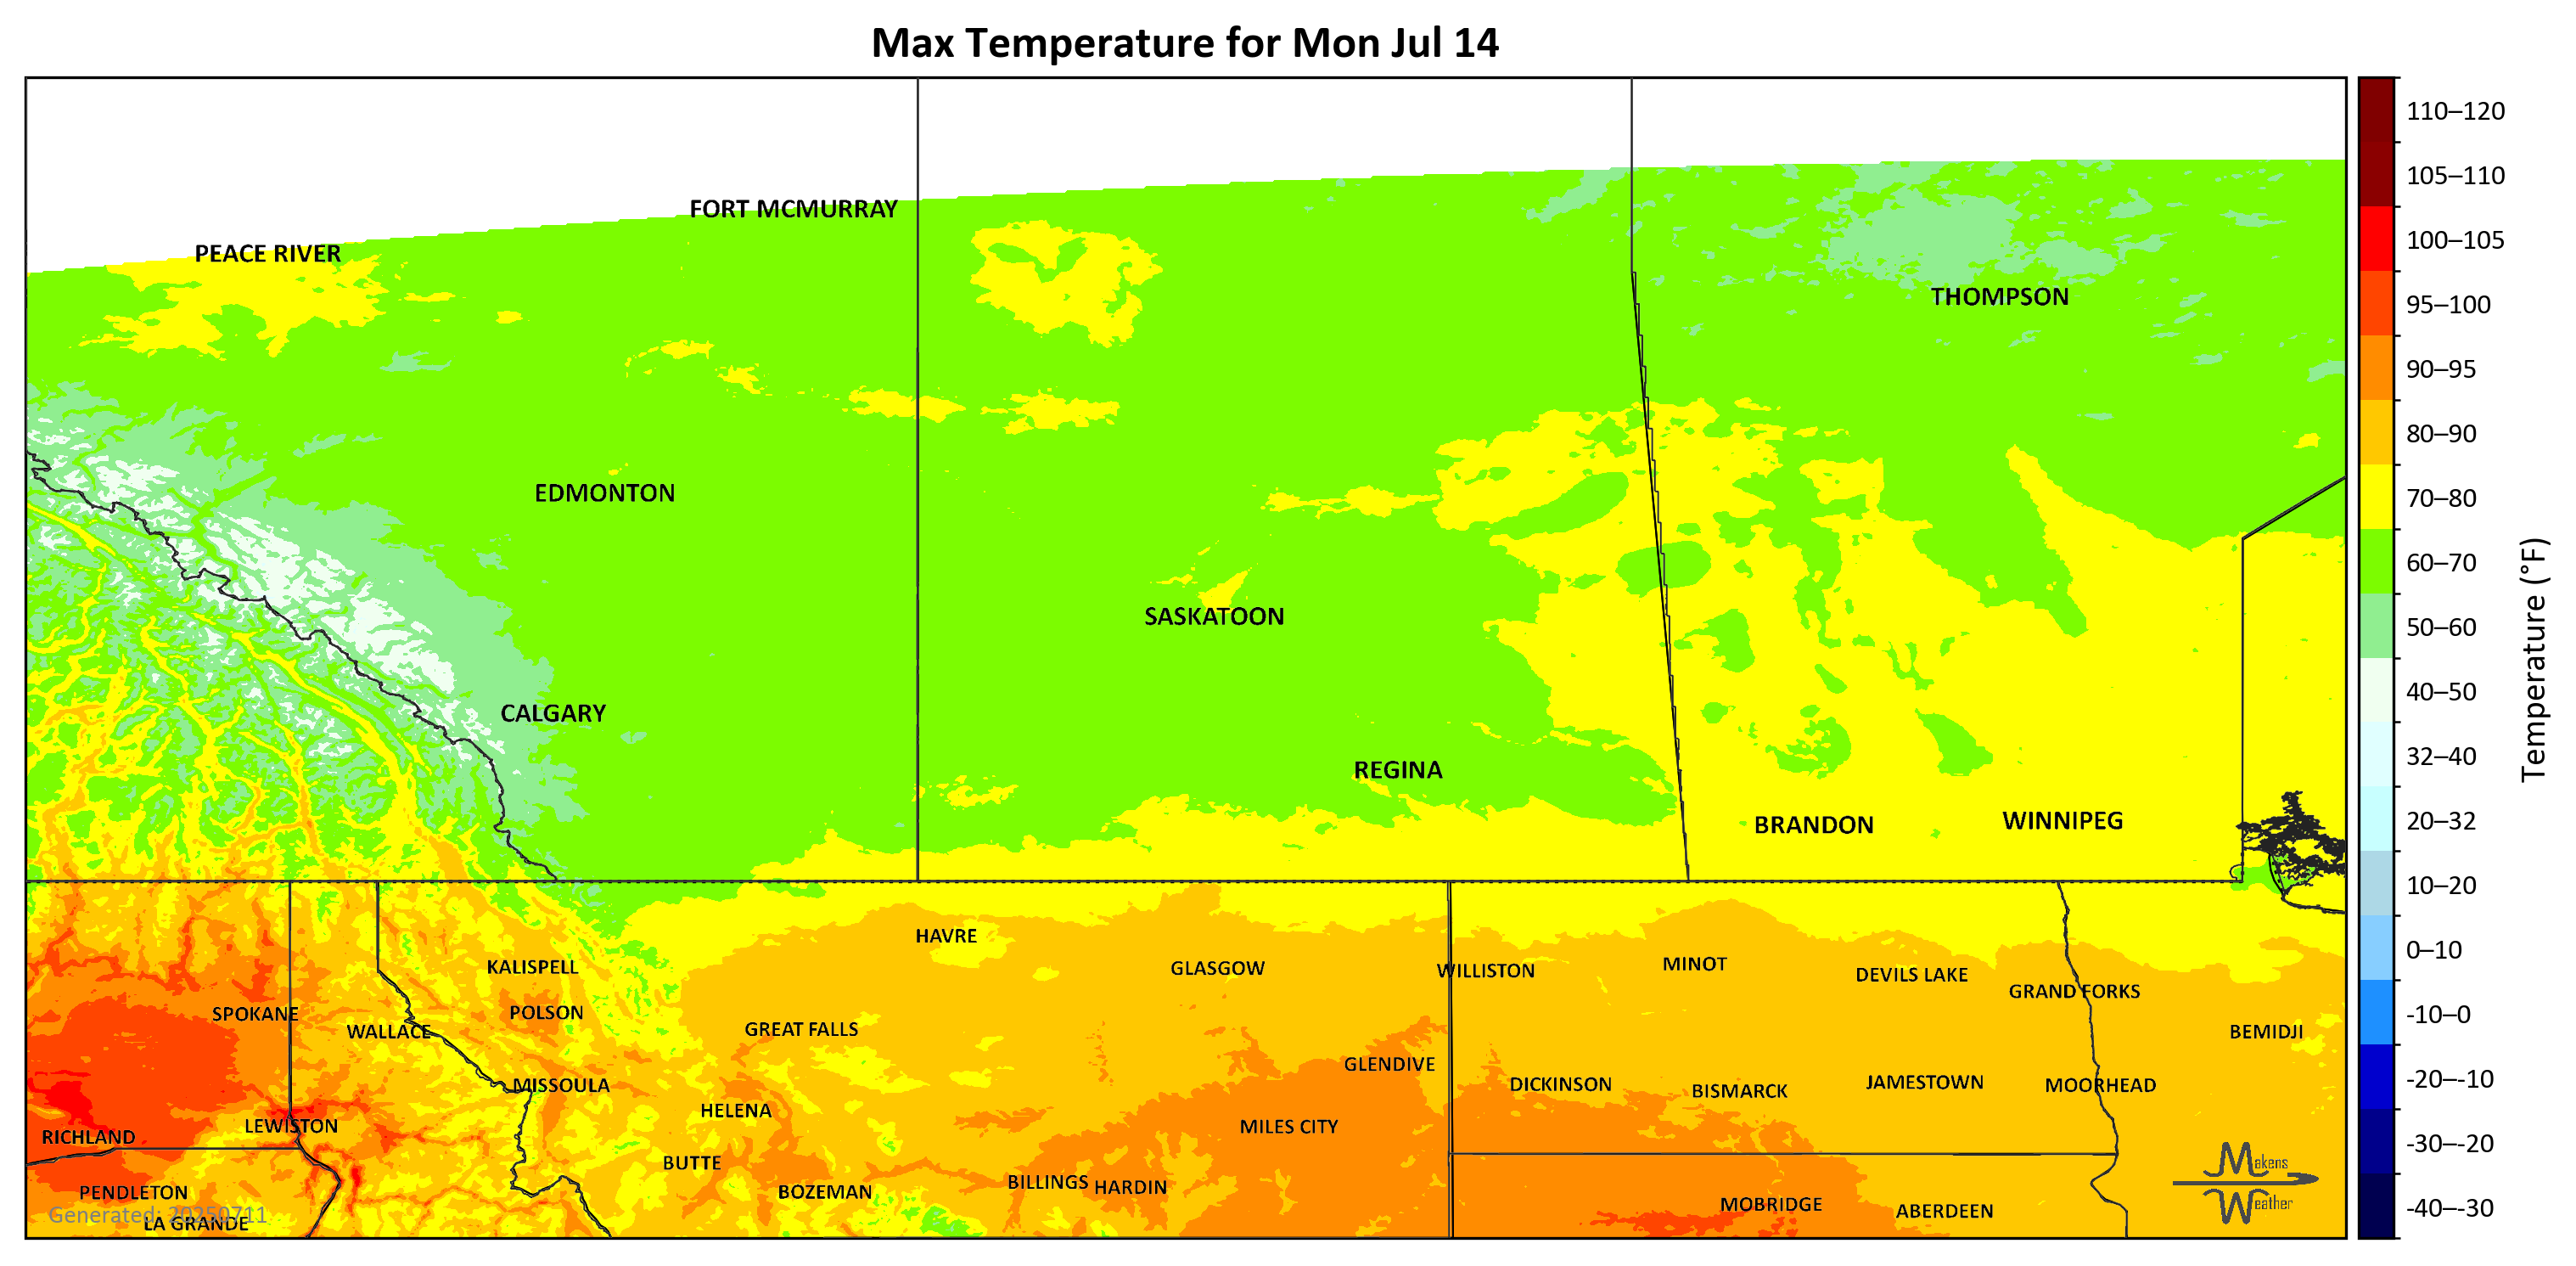 Max Temperature for Mon Jul 14
FORT MCMURRAY
PEACE RIVER
THOMPSON
EDMONTON
SASKATOON
CALGARY
REGINA
BRANDON
WINNIPEG
HAVRE
KALISPELL
GLASGOW
WILLISTON
MINOT
DEVILS LAKE
GRAND FORKS
SPOKANE
POLSON
WALLACE
GREAT FALLS
BEMIDJI
GLENDIVE
MISSOULA
DICKINSON
BISMARCK
JAMESTOWN
MOORHEAD
HELENA
LEWISTON
MILES CITY
RICHLAND
BUTTE
PENDLETON
BOZEMAN
BILLINGS
HARDIN
MOBRIDGE
ABERDEEN
Generated: 20250711
LA GRANDE
Makens
Weather
110–120
105–110
100–105
95–100
90–95
80–90
70–80
60–70
50–60
40–50
32–40
20–32
10–20
0–10
-10–0
-20–-10
-30–-20
-40–-30
Temperature (°F)